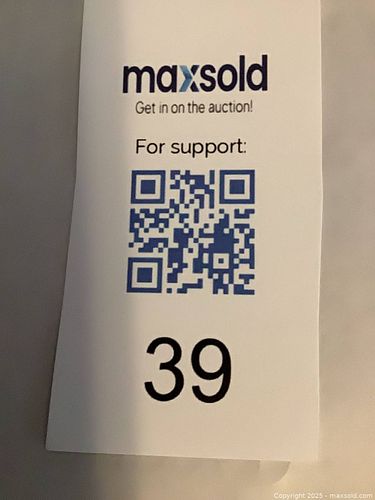 maxsold
Get in on the auction!
For support:
39
Copyright 2025 - maxsold.com